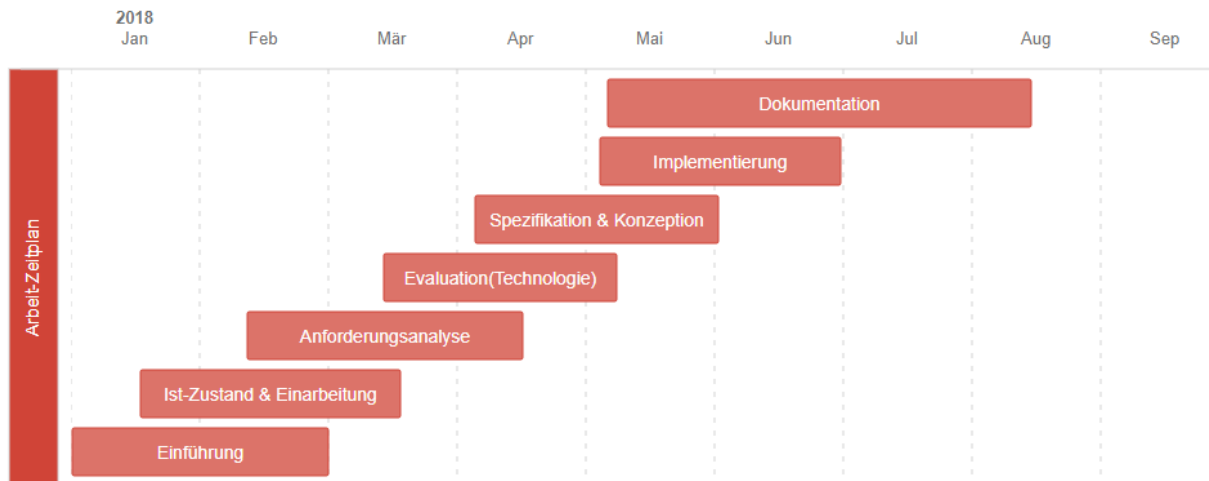 2018
Jan Feb Mär Apr Mai Jun Jul Aug Sep
Arbeit-Zeitplan
Dokumentation
Implementierung
Spezifikation & Konzeption
Evaluation(Technologie)
Anforderungsanalyse
Ist-Zustand & Einarbeitung
Einführung